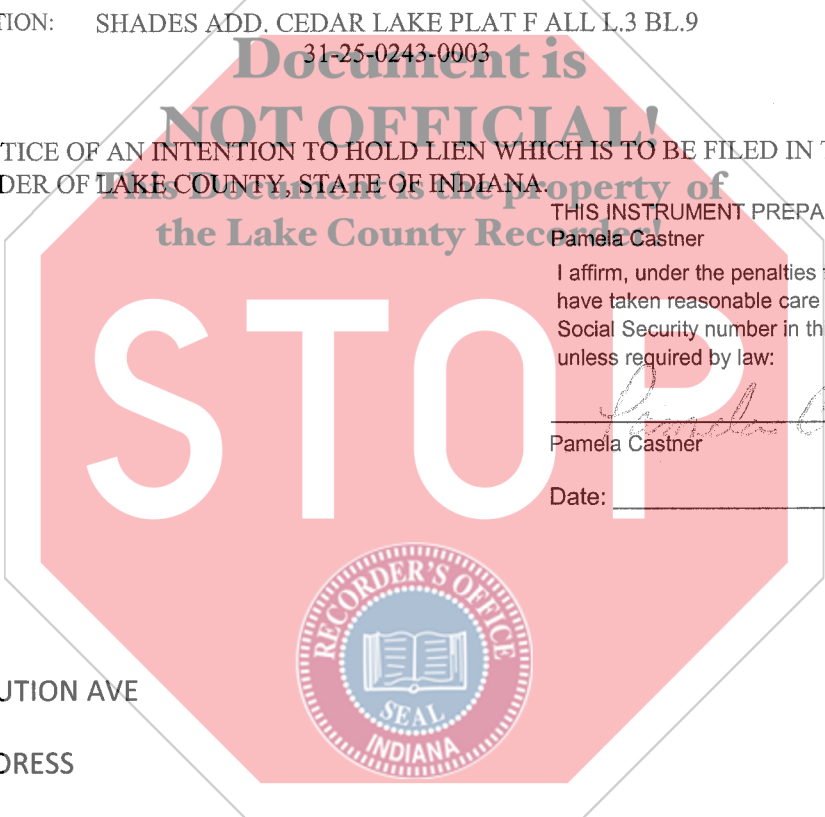 TION: SHADES ADD. CEDAR LAKE PLAT F ALL L.3 BL.9
31-25-0243-0003
Document is
NOT OFFICIAL!
TICE OF AN INTENTION TO HOLD LIEN WHICH IS TO BE FILED IN T
DER OF LAKE COUNTY, STATE OF INDIANA.
This Document is the property of
the Lake County Recorder!
THIS INSTRUMENT PREPA
Pamela Castner
I affirm, under the penalties
have taken reasonable care
Social Security number in th
unless required by law:
Pamela C
Pamela Castner
Date:
STOP
RECORDER'S OFFICE
SEAL
INDIANA
UTION AVE
DRESS